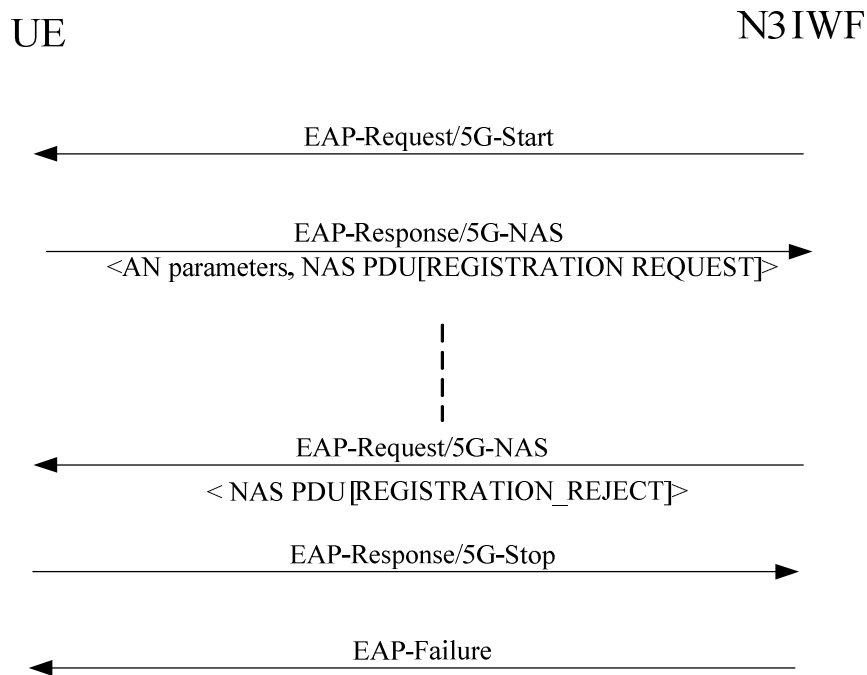 UE
N3IWF
EAP-Request/5G-Start
EAP-Response/5G-NAS
<AN parameters, NAS PDU[REGISTRATION REQUEST]>
EAP-Request/5G-NAS
< NAS PDU[REGISTRATION_REJECT]>
EAP-Response/5G-Stop
EAP-Failure